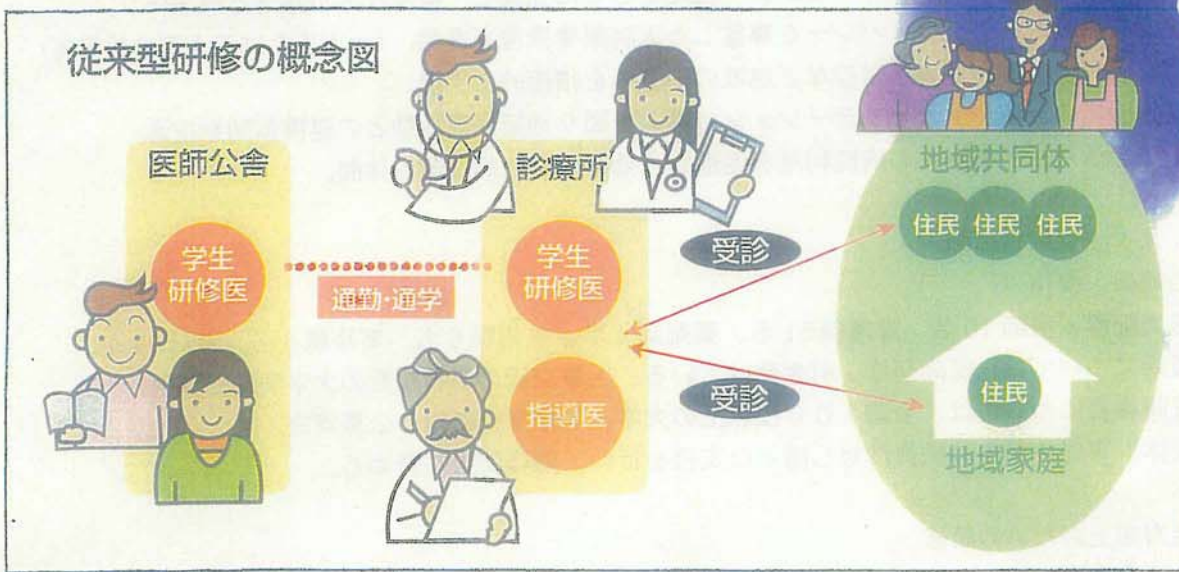 従来型研修の概念図
医師公舎
学生
研修医
通勤・通学
診療所
学生
研修医
指導医
受診
受診
地域共同体
住民 住民 住民
住民
地域家庭